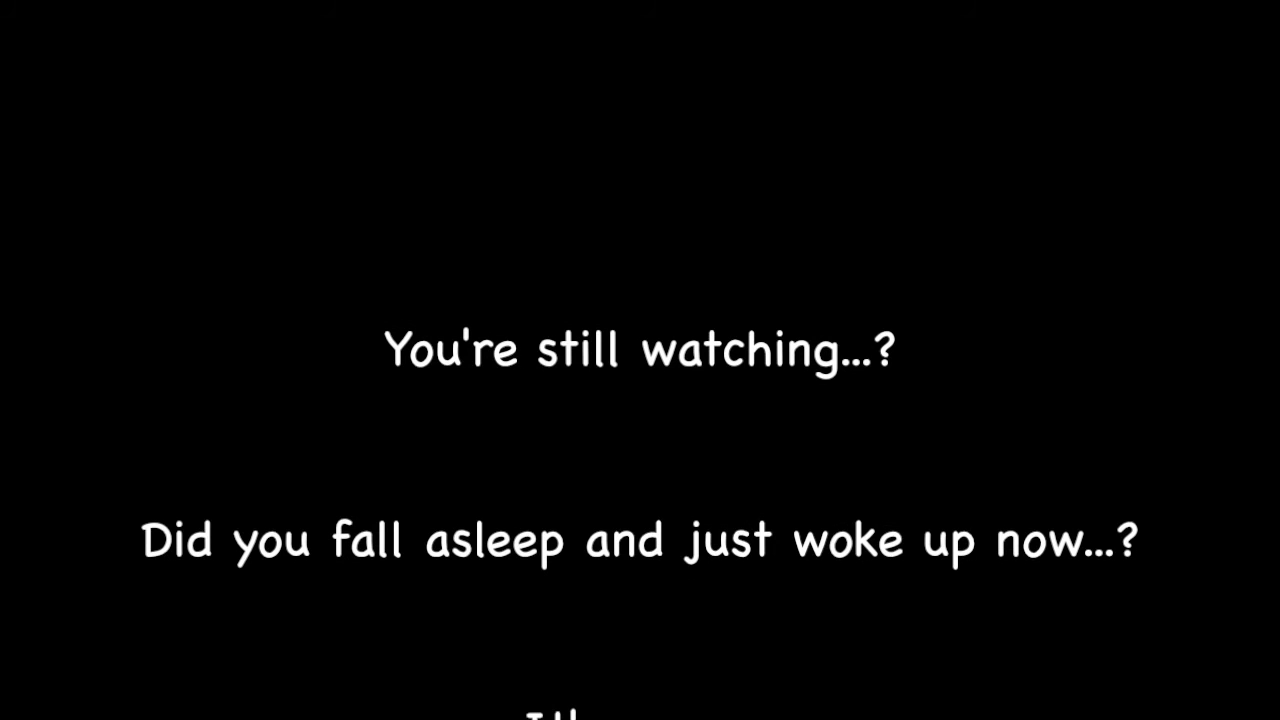 You're still watching...?
Did you fall asleep and just woke up now...?